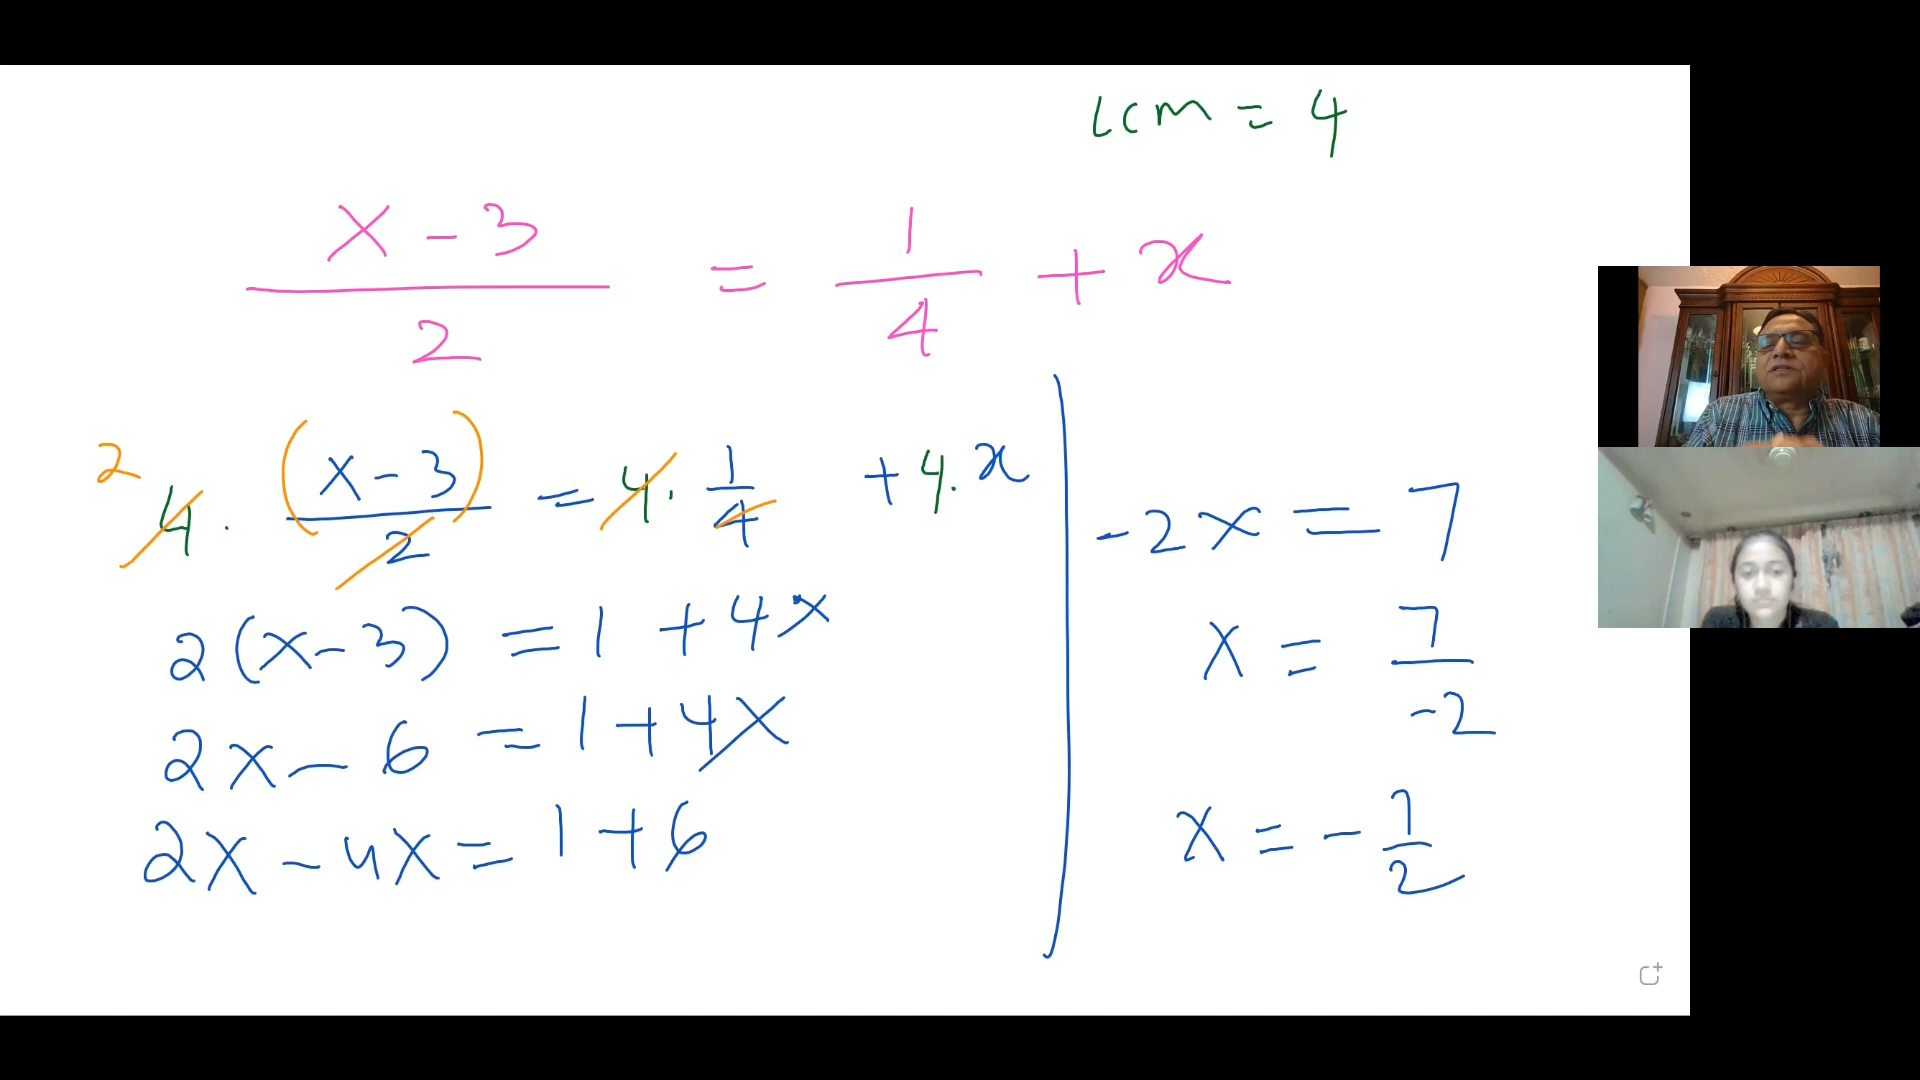 LCM = 4
x - 3 / 2 = 1 / 4 + x
2
4 · (x - 3) / 2 = 4 · 1 / 4 + 4 · x
2(x - 3) = 1 + 4x
2x - 6 = 1 + 4x
2x - 4x = 1 + 6
-2x = 7
x = 7 / -2
x = - 7 / 2